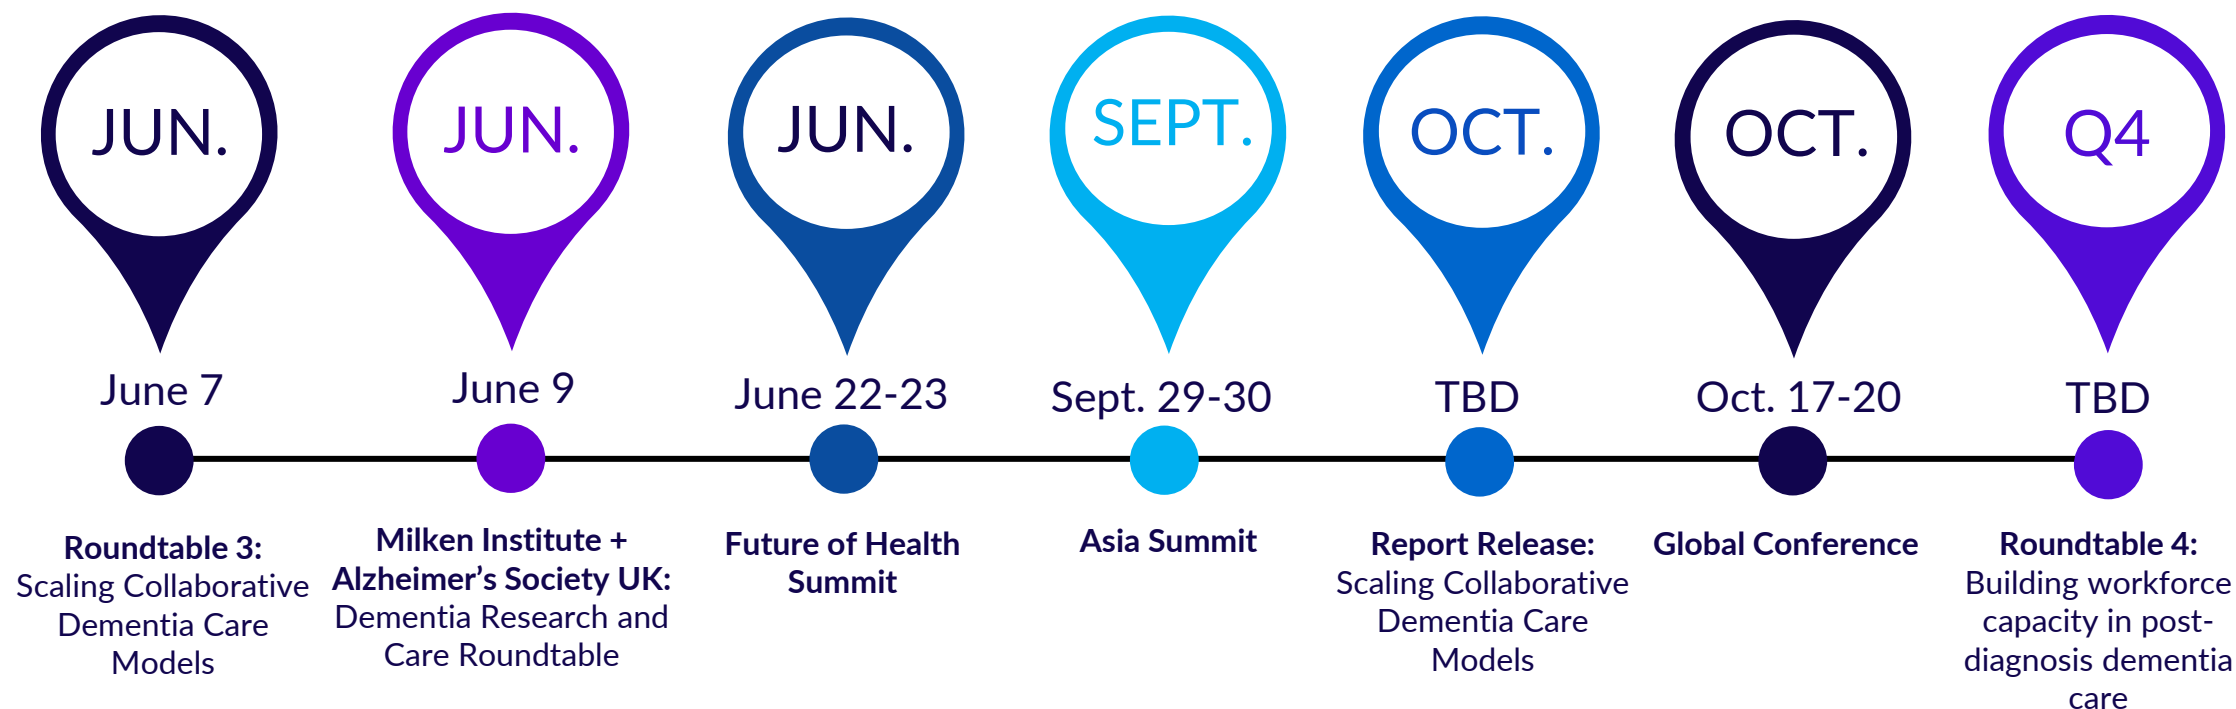 JUN.
JUN.
JUN.
SEPT.
OCT.
OCT.
Q4
June 7
June 9
June 22-23
Sept. 29-30
TBD
Oct. 17-20
TBD
Roundtable 3:
Scaling Collaborative
Dementia Care
Models
Milken Institute +
Alzheimer’s Society UK:
Dementia Research and
Care Roundtable
Future of Health
Summit
Asia Summit
Report Release:
Scaling Collaborative
Dementia Care
Models
Global Conference
Roundtable 4:
Building workforce
capacity in post-
diagnosis dementia
care